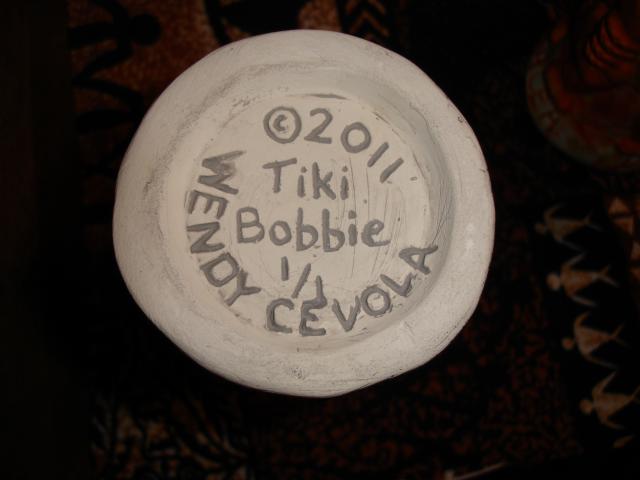 ©2011
Tiki
Bobbie
1/1
WENDY CEVOLA